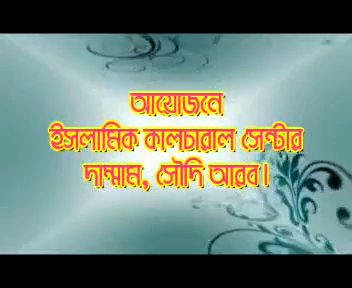 আয়োজনে
ইসলামিক কালচারাল সেন্টার
দাম্মাম, সৌদি আরব।